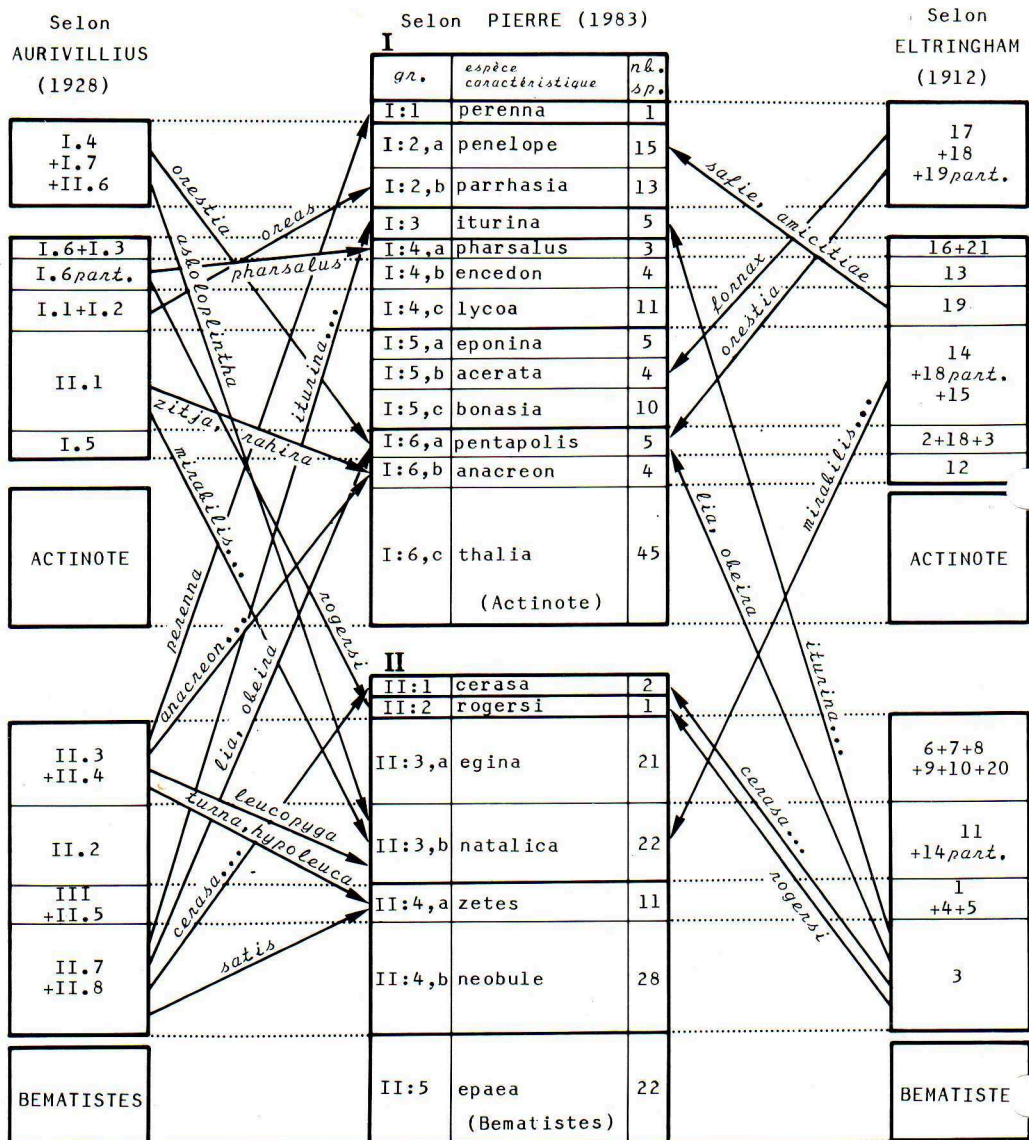 Selon
AURIVILLIUS
(1928)
I.4
+I.7
+II.6
I.6+I.3
I.6part.
I.1+I.2
II.1
I.5
ACTINOTE
II.3
+II.4
II.2
III
+II.5
II.7
+II.8
BEMATISTES
orestia
asboloplintha
oreas
pharsalus
iturina...
zitja, rahira
mirabilis...
perenna
anacreon...
lia, obeira
rogersi
leucopyga
turna, hypoleuca
cerasa...
satis
Selon PIERRE (1983)
I
gr. espèce caractéristique nb. sp.
I:1 perenna 1
I:2,a penelope 15
I:2,b parrhasia 13
I:3 iturina 5
I:4,a pharsalus 3
I:4,b encedon 4
I:4,c lycoa 11
I:5,a eponina 5
I:5,b acerata 4
I:5,c bonasia 10
I:6,a pentapolis 5
I:6,b anacreon 4
I:6,c thalia 45
(Actinote)
II
II:1 cerasa 2
II:2 rogersi 1
II:3,a egina 21
II:3,b natalica 22
II:4,a zetes 11
II:4,b neobule 28
II:5 epaea 22
(Bematistes)
safie, amicitiae
fornax
orestia
mirabilis...
lia, obeira
iturina...
cerasa...
rogersi
Selon
ELTRINGHAM
(1912)
17
+18
+19part.
16+21
13
19
14
+18part.
+15
2+18+3
12
ACTINOTE
6+7+8
+9+10+20
11
+14part.
1
+4+5
3
BEMATISTE